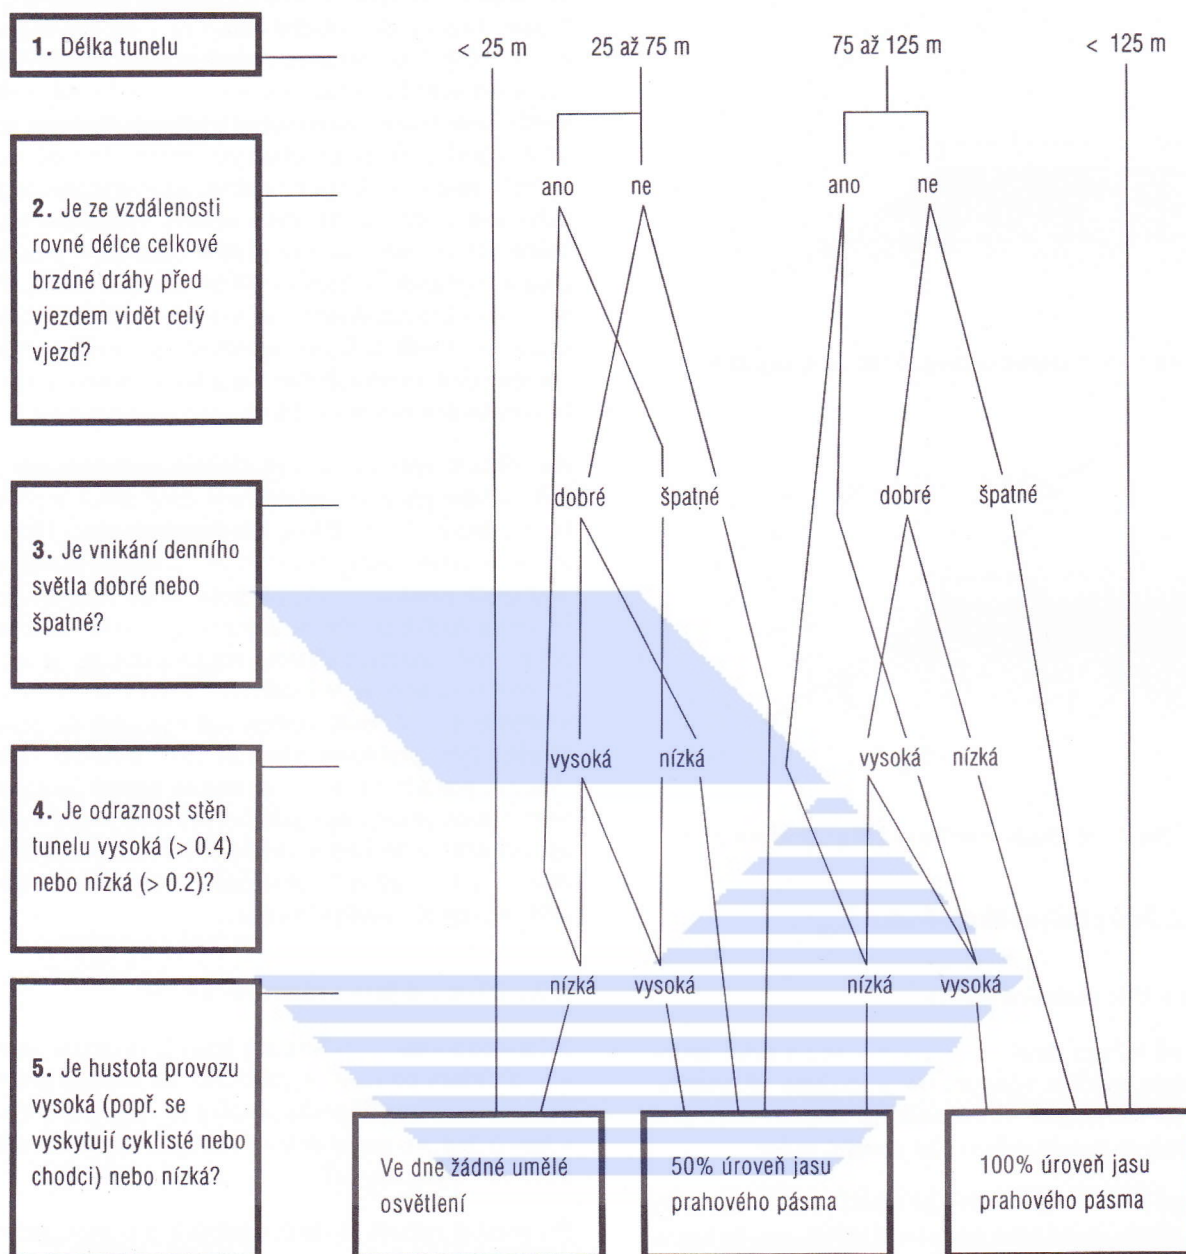 1. Délka tunelu
< 25 m
25 až 75 m
75 až 125 m
< 125 m
ano
ne
ano
ne
2. Je ze vzdálenosti
rovné délce celkové
brzdné dráhy před
vjezdem vidět celý
vjezd?
dobré
špatné
dobré
špatné
3. Je vnikání denního
světla dobré nebo
špatné?
vysoká
nízká
vysoká
nízká
4. Je odraznost stěn
tunelu vysoká (> 0.4)
nebo nízká (> 0.2)?
nízká
vysoká
nízká
vysoká
5. Je hustota provozu
vysoká (popř. se
vyskytují cyklisté nebo
chodci) nebo nízká?
Ve dne žádné umělé
osvětlení
50% úroveň jasu
prahového pásma
100% úroveň jasu
prahového pásma